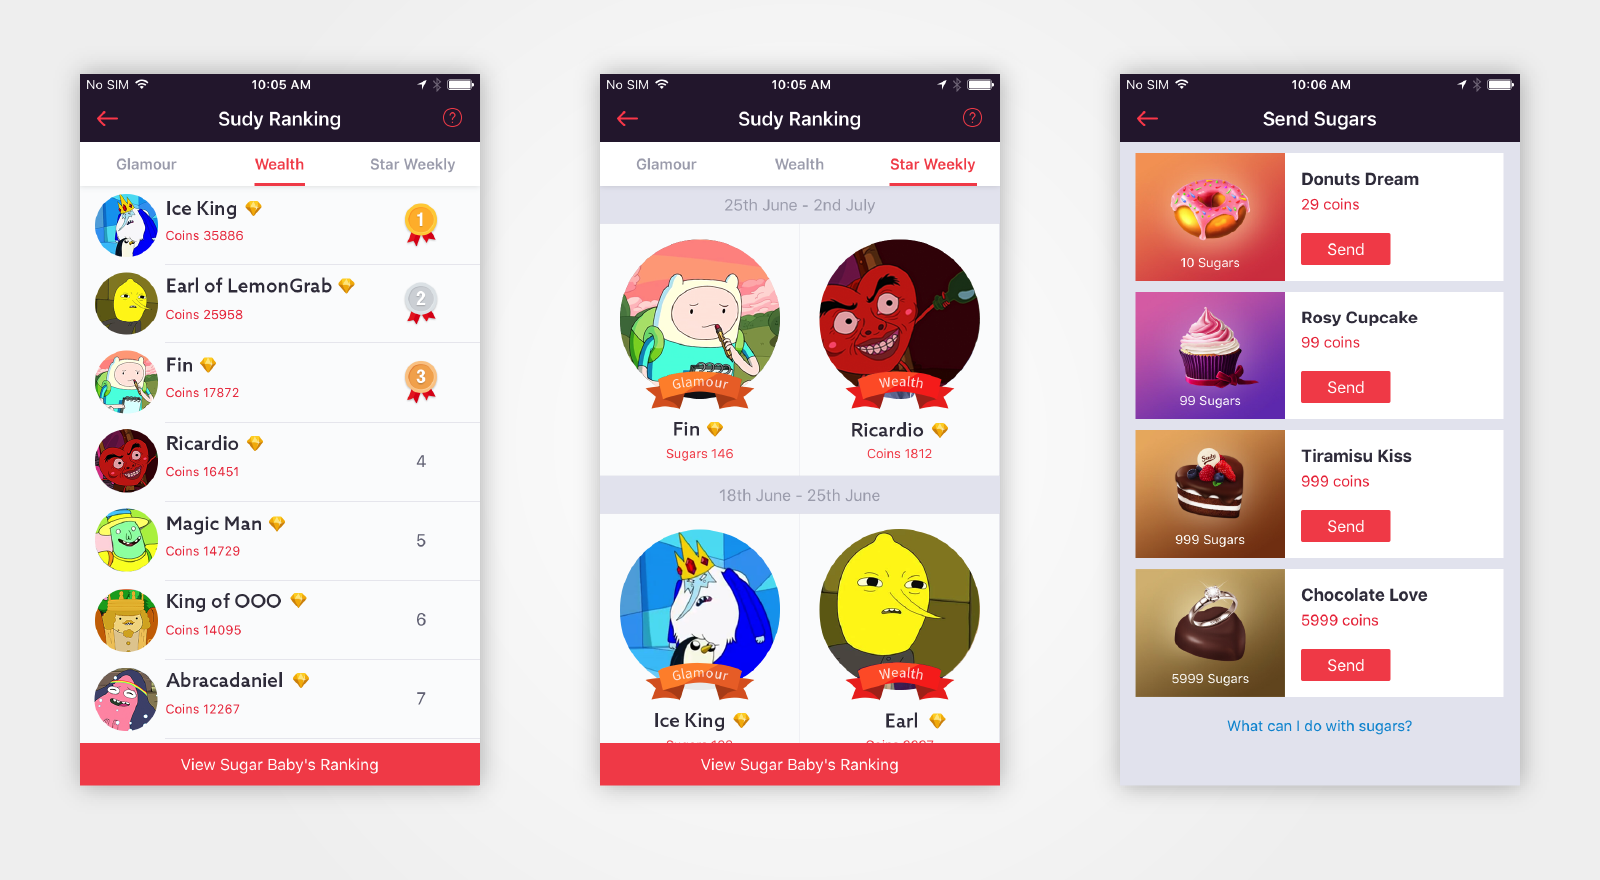 No SIM 10:05 AM
Sudy Ranking ?
Glamour Wealth Star Weekly
Ice King
Coins 35886
1
Earl of LemonGrab
Coins 25958
2
Fin
Coins 17872
3
Ricardio
Coins 16451
4
Magic Man
Coins 14729
5
King of OOO
Coins 14095
6
Abracadaniel
Coins 12267
7
View Sugar Baby's Ranking
No SIM 10:05 AM
Sudy Ranking ?
Glamour Wealth Star Weekly
25th June - 2nd July
Glamour
Fin
Sugars 146
Wealth
Ricardio
Coins 1812
18th June - 25th June
Glamour
Ice King
Wealth
Earl
View Sugar Baby's Ranking
No SIM 10:06 AM
Send Sugars
10 Sugars
Donuts Dream
29 coins
Send
99 Sugars
Rosy Cupcake
99 coins
Send
Sudy
999 Sugars
Tiramisu Kiss
999 coins
Send
5999 Sugars
Chocolate Love
5999 coins
Send
What can I do with sugars?